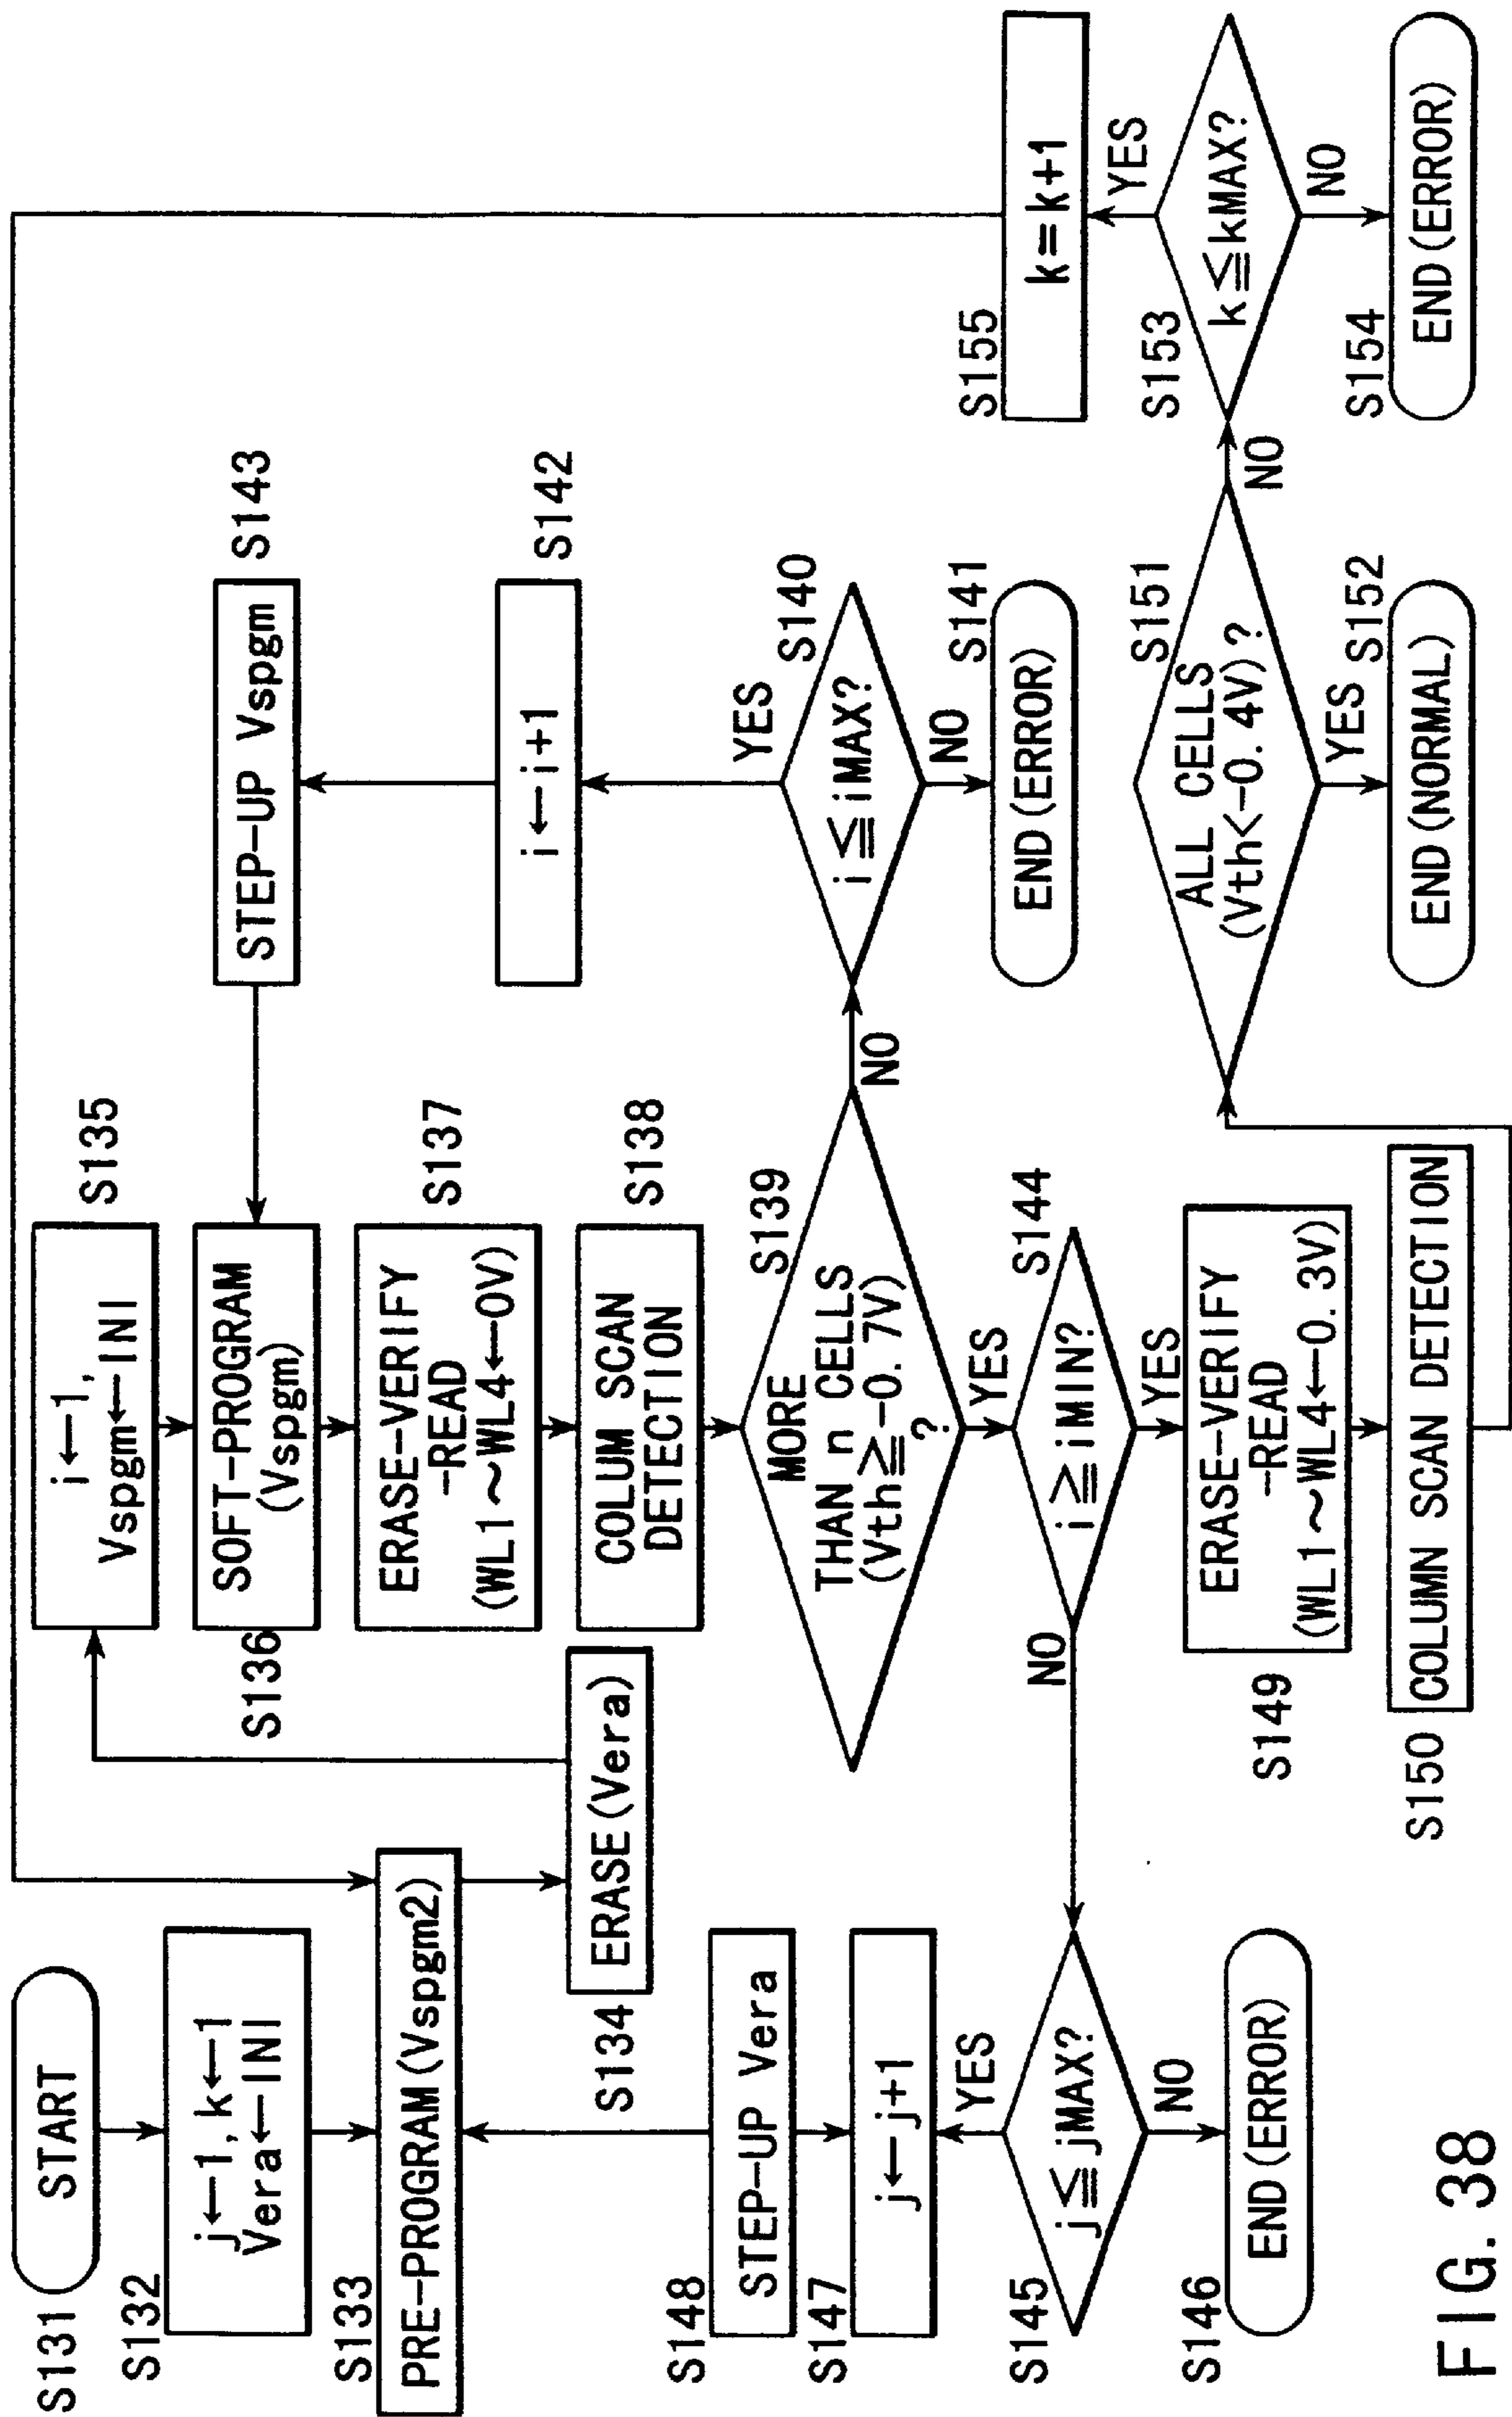 S131
START
S132
j←1, k←1
Vera←INI
S133
PRE-PROGRAM(Vspgm2)
S134
ERASE(Vera)
S135
i←1,
Vspgm←INI
S136
SOFT-PROGRAM
(Vspgm)
S137
ERASE-VERIFY
-READ
(WL1~WL4←0V)
S138
COLUM SCAN
DETECTION
S139
MORE
THAN n CELLS
(Vth≧-0.7V)
?
NO
YES
S140
i≦iMAX?
YES
NO
S141
END(ERROR)
S142
i←i+1
S143
STEP-UP Vspgm
S144
i≧iMIN?
NO
YES
S145
j≦jMAX?
YES
NO
S146
END(ERROR)
S147
j←j+1
S148
STEP-UP Vera
S149
ERASE-VERIFY
-READ
(WL1~WL4←0.3V)
S150
COLUMN SCAN DETECTION
S151
ALL CELLS
(Vth<-0.4V)?
NO
YES
S152
END(NORMAL)
S153
k≦kMAX?
YES
NO
S154
END(ERROR)
S155
k=k+1
FIG. 38